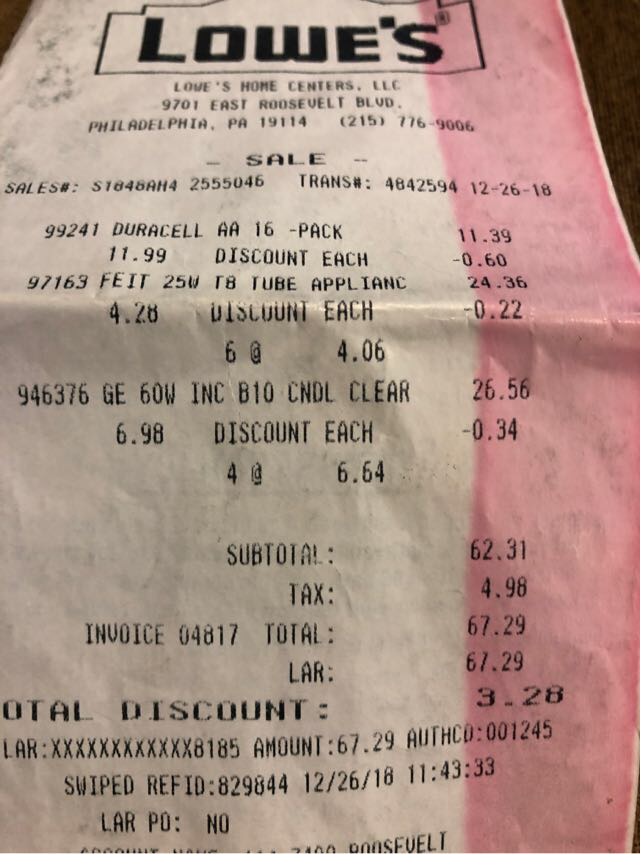 LOWE'S®
LOWE'S HOME CENTERS, LLC
9701 EAST ROOSEVELT BLVD.
PHILADELPHIA, PA 19114 (215) 776-9006
- SALE -
SALES#: S1848AH4 2555046 TRANS#: 4842594 12-26-18
99241 DURACELL AA 16 -PACK 11.39
11.99 DISCOUNT EACH -0.60
97163 FEIT 25W T8 TUBE APPLIANC 24.36
4.28 DISCOUNT EACH -0.22
6 @ 4.06
946376 GE 60W INC B10 CNDL CLEAR 26.56
6.98 DISCOUNT EACH -0.34
4 @ 6.64
SUBTOTAL: 62.31
TAX: 4.98
INVOICE 04817 TOTAL: 67.29
LAR: 67.29
OTAL DISCOUNT: 3.28
LAR:XXXXXXXXXXXX8185 AMOUNT:67.29 AUTHCD:001245
SWIPED REFID:829844 12/26/18 11:43:33
LAR PO: NO
ROOSEVELT